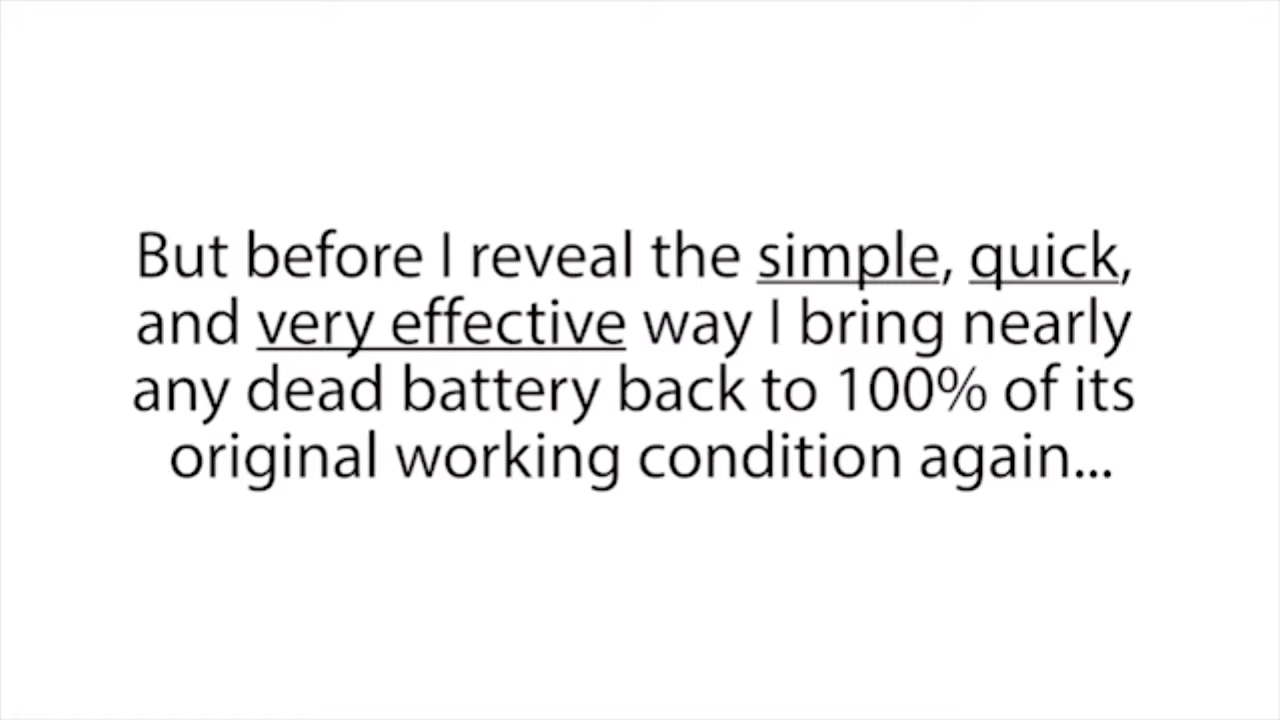 But before I reveal the simple, quick,
and very effective way I bring nearly
any dead battery back to 100% of its
original working condition again...